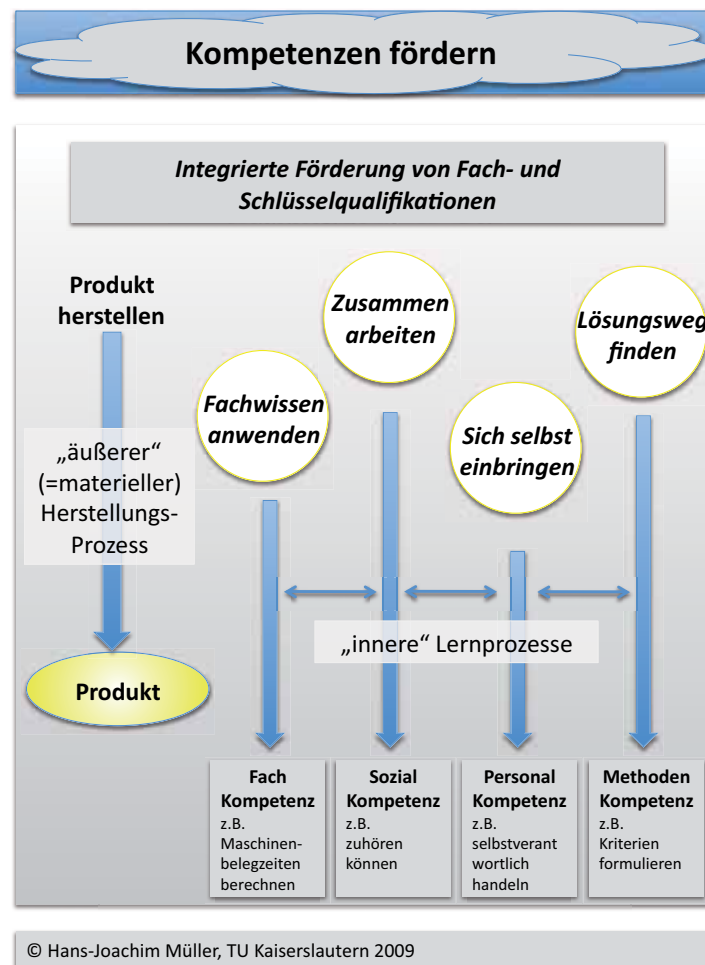 Kompetenzen fördern
Integrierte Förderung von Fach- und
Schlüsselqualifikationen
Produkt
herstellen
„äußerer“
(=materieller)
Herstellungs-
Prozess
Produkt
Fachwissen
anwenden
Zusammen
arbeiten
Sich selbst
einbringen
Lösungsweg
finden
„innere“ Lernprozesse
Fach
Kompetenz
z.B.
Maschinen-
belegzeiten
berechnen
Sozial
Kompetenz
z.B.
zuhören
können
Personal
Kompetenz
z.B.
selbstverant
wortlich
handeln
Methoden
Kompetenz
z.B.
Kriterien
formulieren
© Hans-Joachim Müller, TU Kaiserslautern 2009